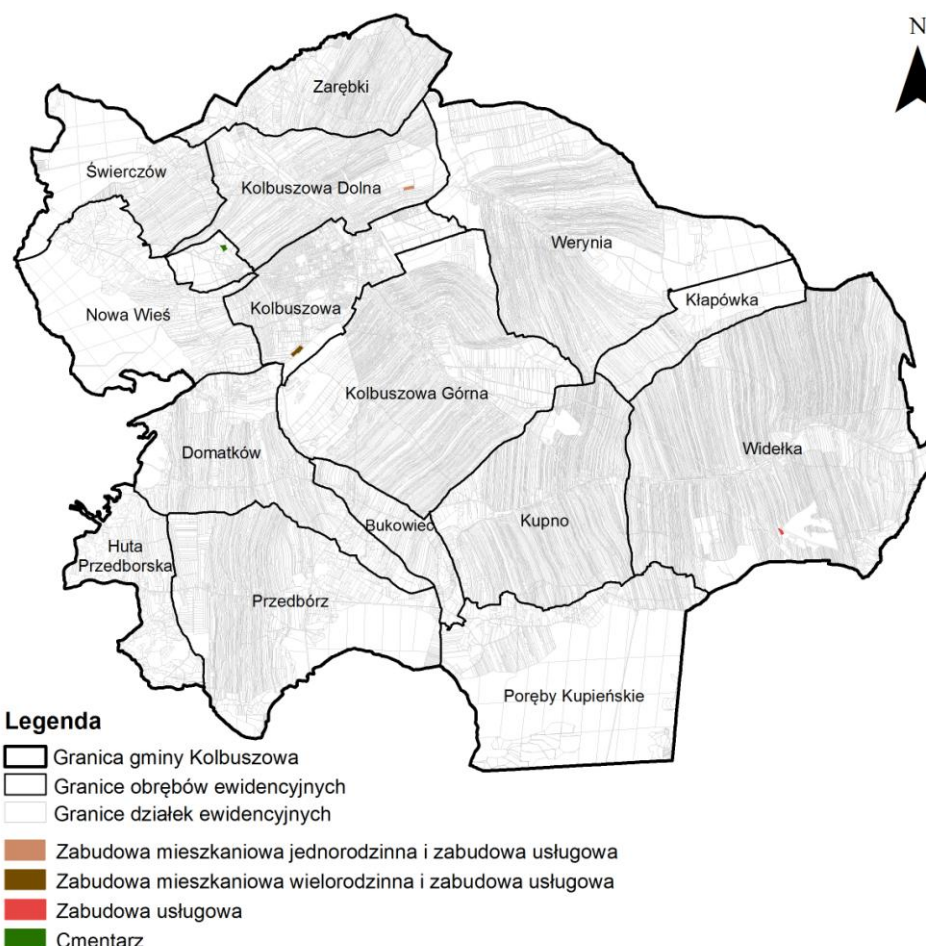 N
Zarębki
Świerczów
Kolbuszowa Dolna
Werynia
Kłapówka
Nowa Wieś
Kolbuszowa
Kolbuszowa Górna
Domatków
Widełka
Bukowiec
Kupno
Huta
Przedborska
Przedbórz
Poręby Kupieńskie
Legenda
Granica gminy Kolbuszowa
Granice obrębów ewidencyjnych
Granice działek ewidencyjnych
Zabudowa mieszkaniowa jednorodzinna i zabudowa usługowa
Zabudowa mieszkaniowa wielorodzinna i zabudowa usługowa
Zabudowa usługowa
Cmentarz